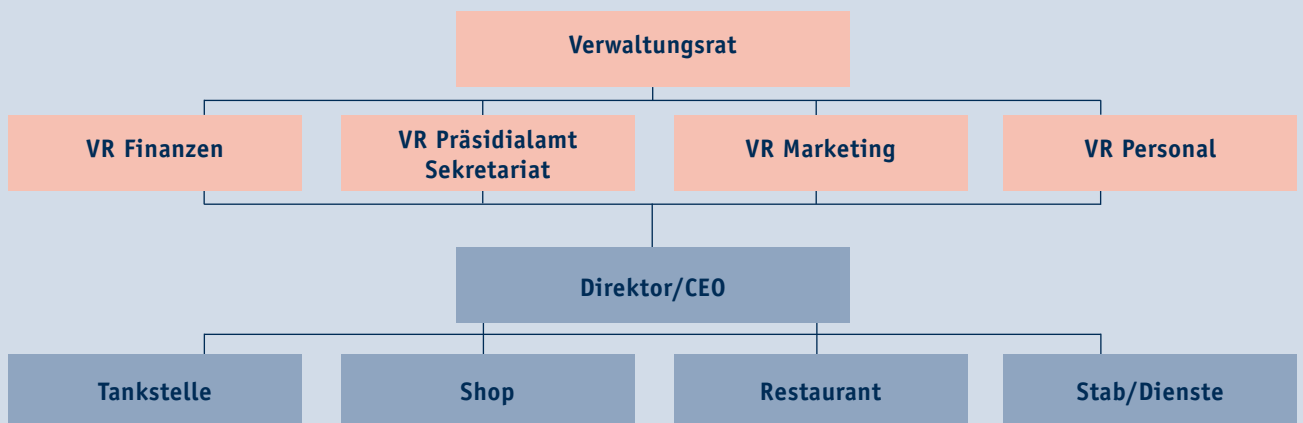 Verwaltungsrat
VR Finanzen
VR Präsidialamt
Sekretariat
VR Marketing
VR Personal
Direktor/CEO
Tankstelle
Shop
Restaurant
Stab/Dienste